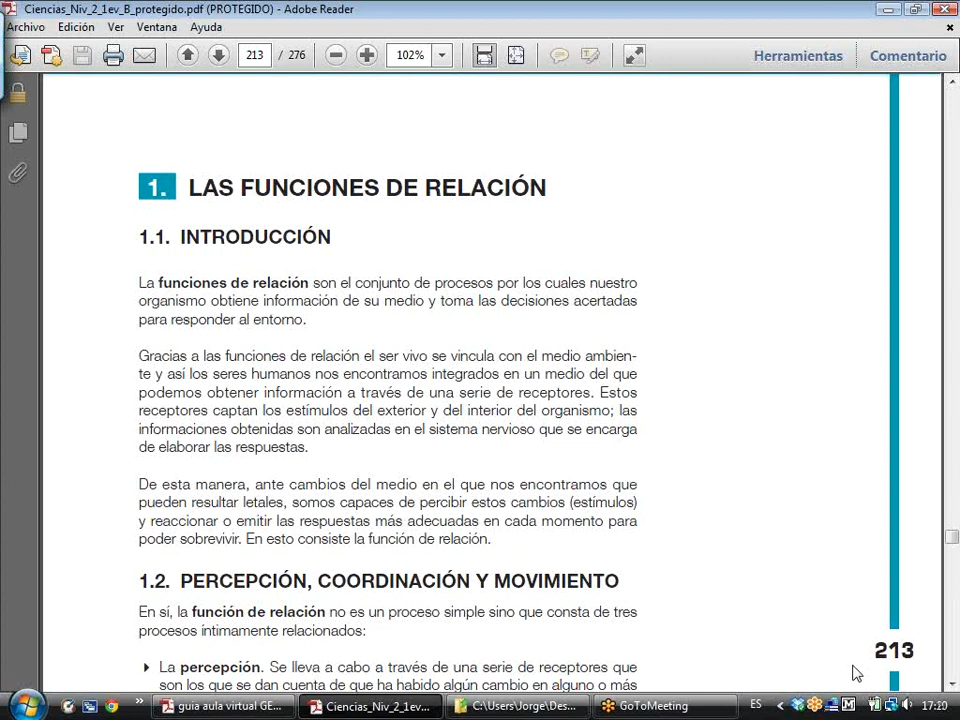 Ciencias_Niv_2_1ev_B_protegido.pdf (PROTEGIDO) - Adobe Reader
Archivo Edición Ver Ventana Ayuda
213 / 276 102% Herramientas Comentario
1. LAS FUNCIONES DE RELACIÓN
1.1. INTRODUCCIÓN
La funciones de relación son el conjunto de procesos por los cuales nuestro
organismo obtiene información de su medio y toma las decisiones acertadas
para responder al entorno.
Gracias a las funciones de relación el ser vivo se vincula con el medio ambien-
te y así los seres humanos nos encontramos integrados en un medio del que
podemos obtener información a través de una serie de receptores. Estos
receptores captan los estímulos del exterior y del interior del organismo; las
informaciones obtenidas son analizadas en el sistema nervioso que se encarga
de elaborar las respuestas.
De esta manera, ante cambios del medio en el que nos encontramos que
pueden resultar letales, somos capaces de percibir estos cambios (estímulos)
y reaccionar o emitir las respuestas más adecuadas en cada momento para
poder sobrevivir. En esto consiste la función de relación.
1.2. PERCEPCIÓN, COORDINACIÓN Y MOVIMIENTO
En sí, la función de relación no es un proceso simple sino que consta de tres
procesos íntimamente relacionados:
213
La percepción. Se lleva a cabo a través de una serie de receptores que
son los que se dan cuenta de que ha habido algún cambio en alguno o más
guia aula virtual GE... Ciencias_Niv_2_1ev... C:\Users\Jorge\Des... GoToMeeting ES 17:20